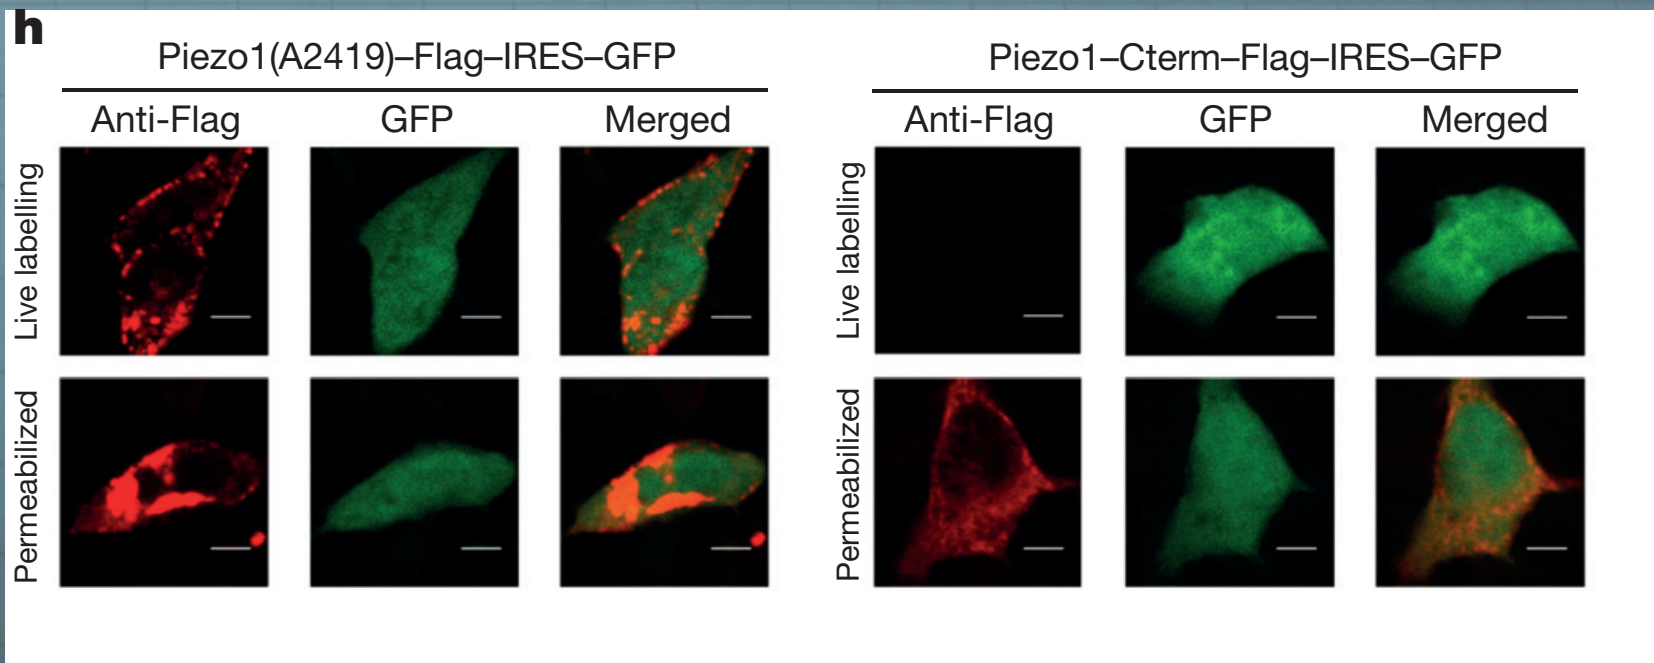 h
Piezo1(A2419)–Flag–IRES–GFP
Anti-Flag GFP Merged
Live labelling
Permeabilized
Piezo1–Cterm–Flag–IRES–GFP
Anti-Flag GFP Merged
Live labelling
Permeabilized